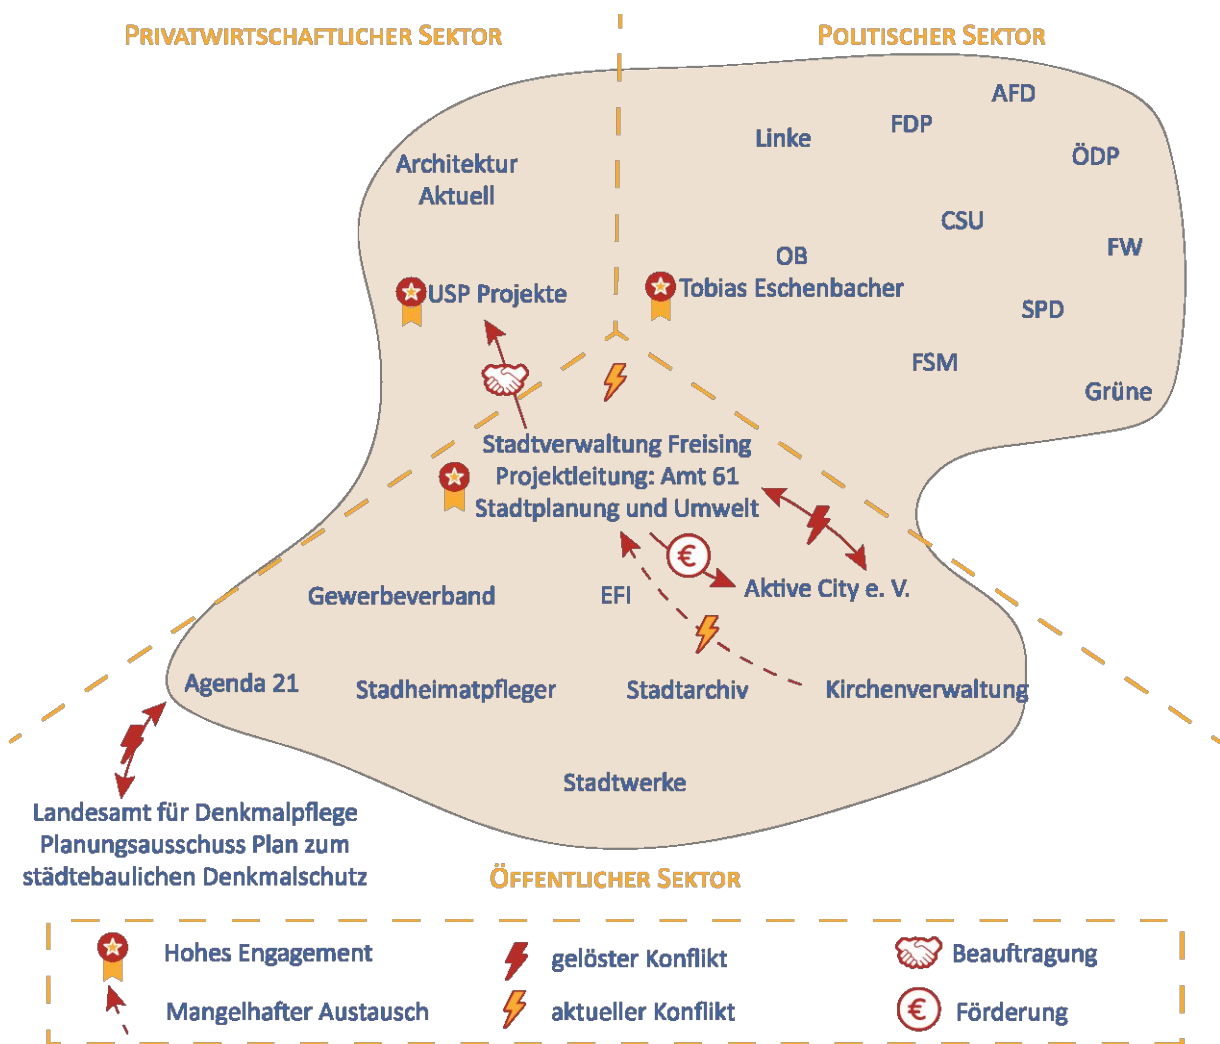 PRIVATWIRTSCHAFTLICHER SEKTOR
POLITISCHER SEKTOR
AFD
FDP
Linke
ÖDP
Architektur
Aktuell
CSU
FW
OB
Tobias Eschenbacher
USP Projekte
SPD
FSM
Grüne
Stadtverwaltung Freising
Projektleitung: Amt 61
Stadtplanung und Umwelt
€
Aktive City e. V.
Gewerbeverband
EFI
Agenda 21
Stadheimatpfleger
Stadtarchiv
Kirchenverwaltung
Stadtwerke
Landesamt für Denkmalpflege
Planungsausschuss Plan zum
städtebaulichen Denkmalschutz
ÖFFENTLICHER SEKTOR
Hohes Engagement
gelöster Konflikt
Beauftragung
Mangelhafter Austausch
aktueller Konflikt
€ Förderung